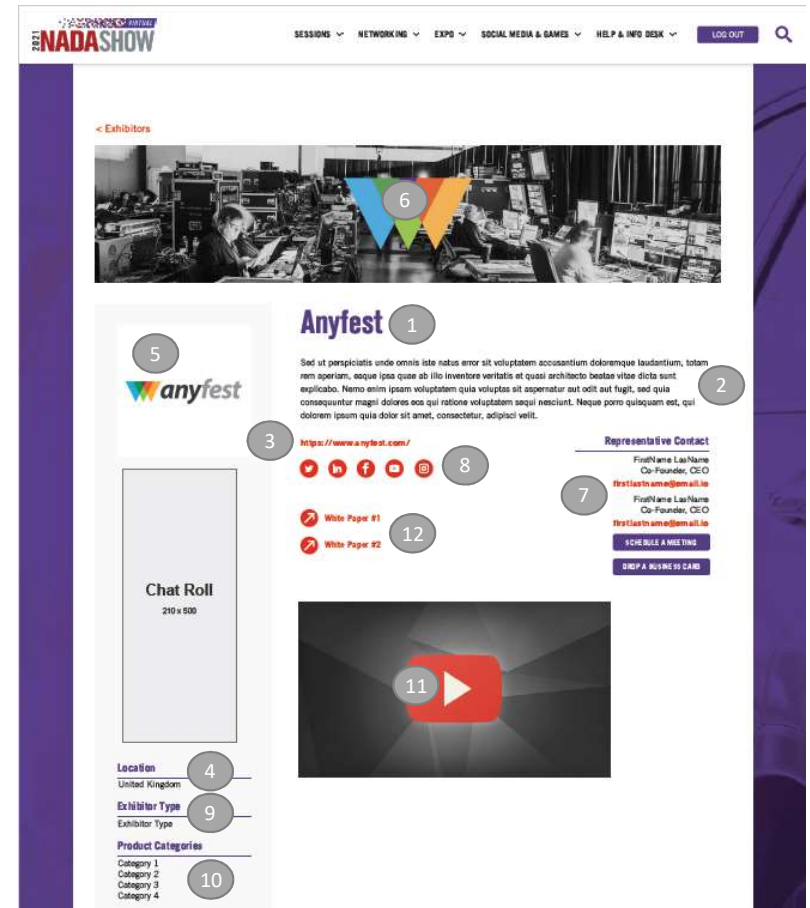 2021
VIRTUAL
NADASHOW
SESSIONS
NETWORKING
EXPO
SOCIAL MEDIA & GAMES
HELP & INFO DESK
LOG OUT
< Exhibitors
6
5
anyfest
Anyfest
1
Sed ut perspiciatis unde omnis iste natus error sit voluptatem accusantium doloremque laudantium, totam
rem aperiam, eaque ipsa quae ab illo inventore veritatis et quasi architecto beatae vitae dicta sunt
explicabo. Nemo enim ipsam voluptatem quia voluptas sit aspernatur aut odit aut fugit, sed quia
consequuntur magni dolores eos qui ratione voluptatem sequi nesciunt. Neque porro quisquam est, qui
dolorem ipsum quia dolor sit amet, consectetur, adipisci velit.
2
3
https://www.anyfest.com/
8
White Paper #1
White Paper #2
12
Representative Contact
FirstName LasName
Co-Founder, CEO
firstlastname@email.io
7
FirstName LasName
Co-Founder, CEO
firstlastname@email.io
SCHEDULE A MEETING
DROP A BUSINESS CARD
Chat Roll
210 x 500
11
Location
4
United Kingdom
Exhibitor Type
9
Exhibitor Type
Product Categories
Category 1
Category 2
Category 3
Category 4
10